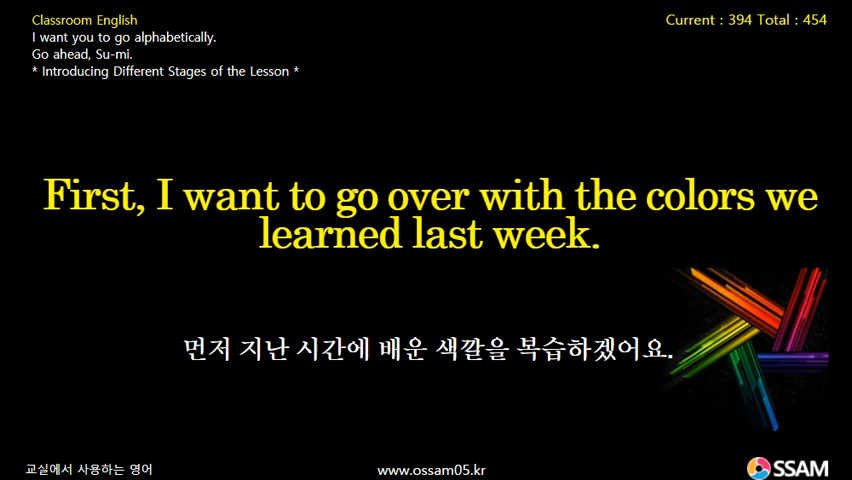 Classroom English
Current : 394 Total : 454
I want you to go alphabetically.
Go ahead, Su-mi.
* Introducing Different Stages of the Lesson *
First, I want to go over with the colors we
learned last week.
먼저 지난 시간에 배운 색깔을 복습하겠어요.
교실에서 사용하는 영어
www.ossam05.kr
OSSAM